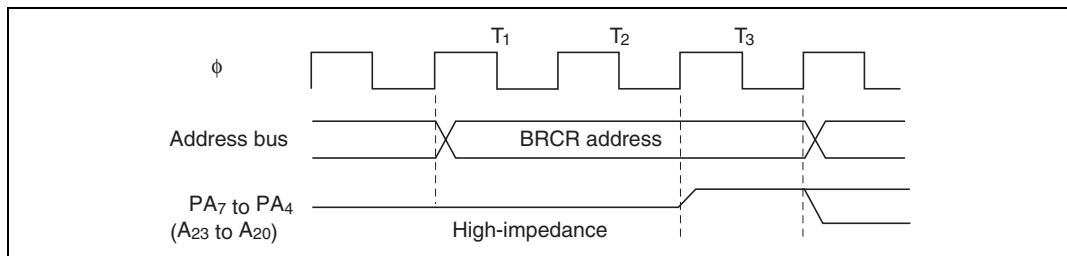 T1 T2 T3
φ
Address bus BRCR address
PA7 to PA4
(A23 to A20)
High-impedance